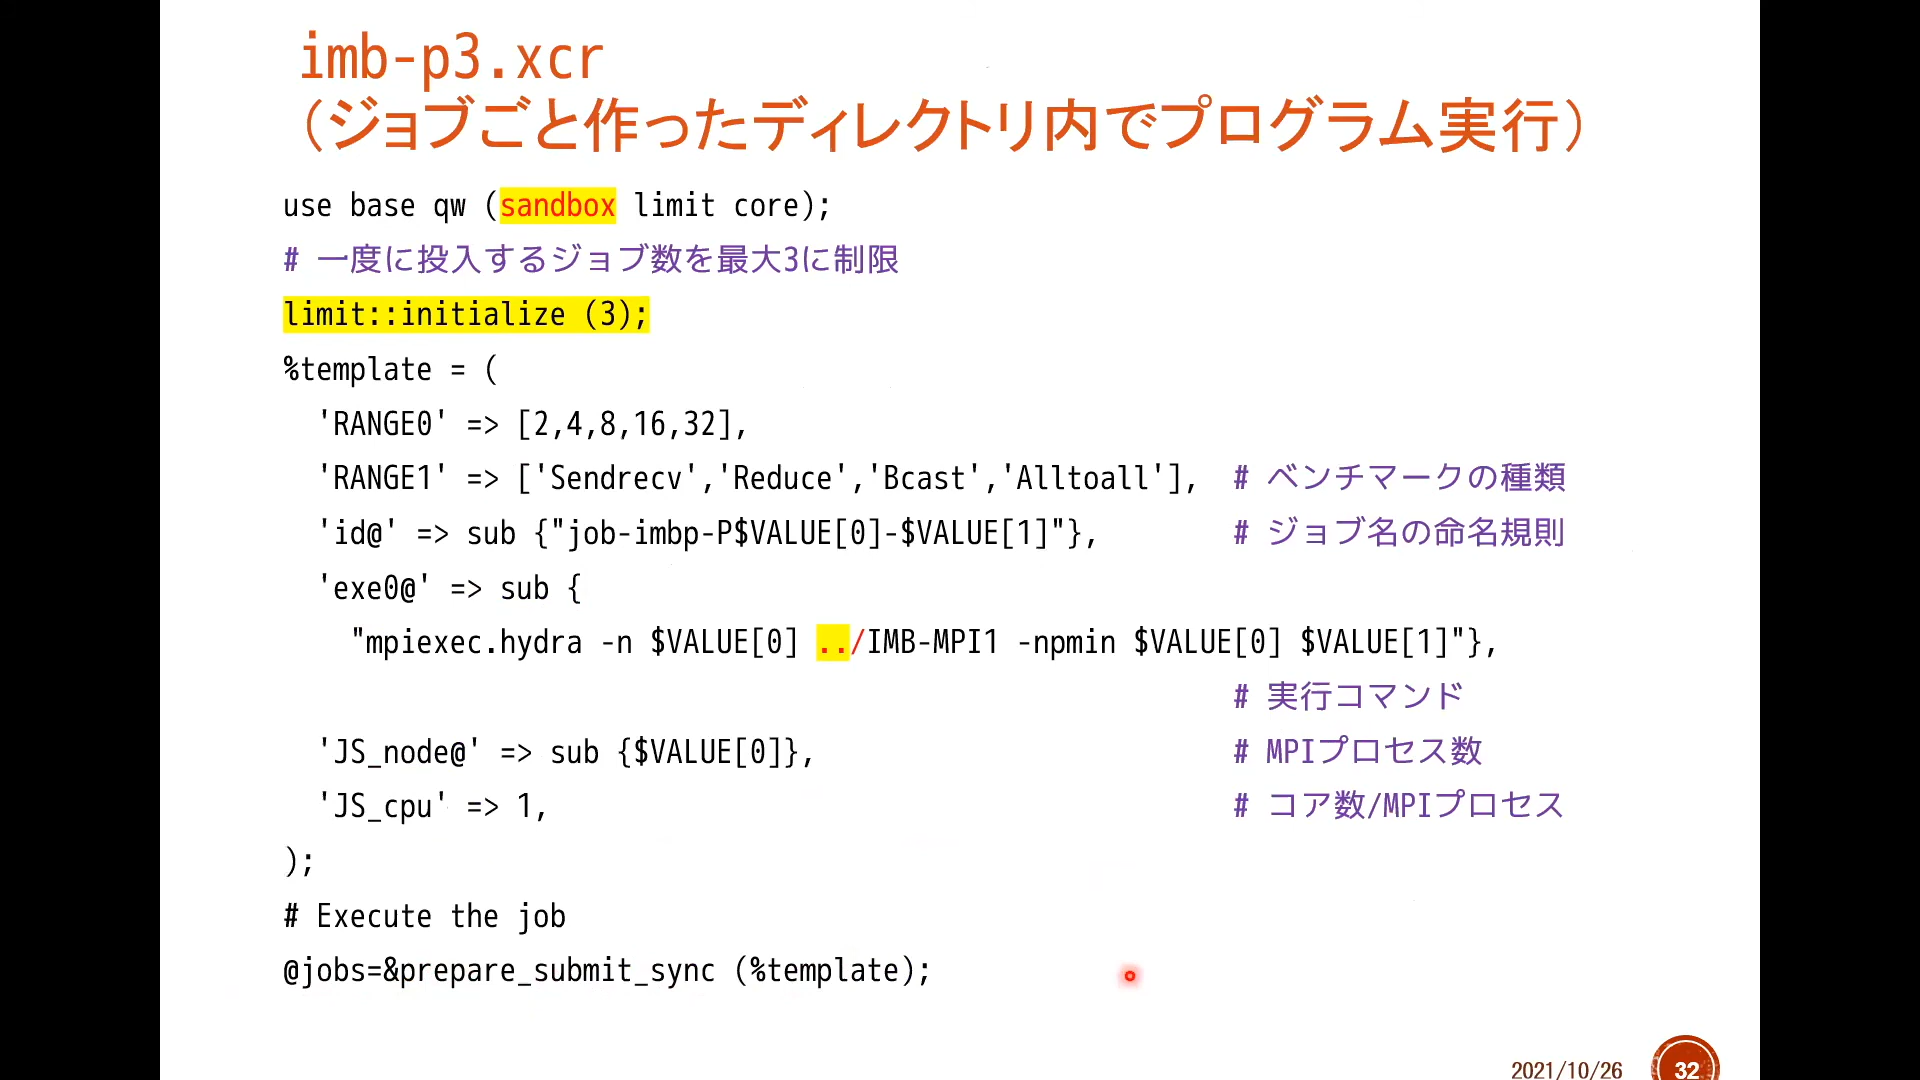 imb-p3.xcr
（ジョブごと作ったディレクトリ内でプログラム実行）
use base qw (sandbox limit core);
# 一度に投入するジョブ数を最大3に制限
limit::initialize (3);
%template = (
'RANGE0' => [2,4,8,16,32],
'RANGE1' => ['Sendrecv','Reduce','Bcast','Alltoall'], # ベンチマークの種類
'id@' => sub {"job-imbp-P$VALUE[0]-$VALUE[1]"}, # ジョブ名の命名規則
'exe0@' => sub {
"mpiexec.hydra -n $VALUE[0] ../IMB-MPI1 -npmin $VALUE[0] $VALUE[1]"},
# 実行コマンド
'JS_node@' => sub {$VALUE[0]}, # MPIプロセス数
'JS_cpu' => 1, # コア数/MPIプロセス
);
# Execute the job
@jobs=&prepare_submit_sync (%template);
2021/10/26 32